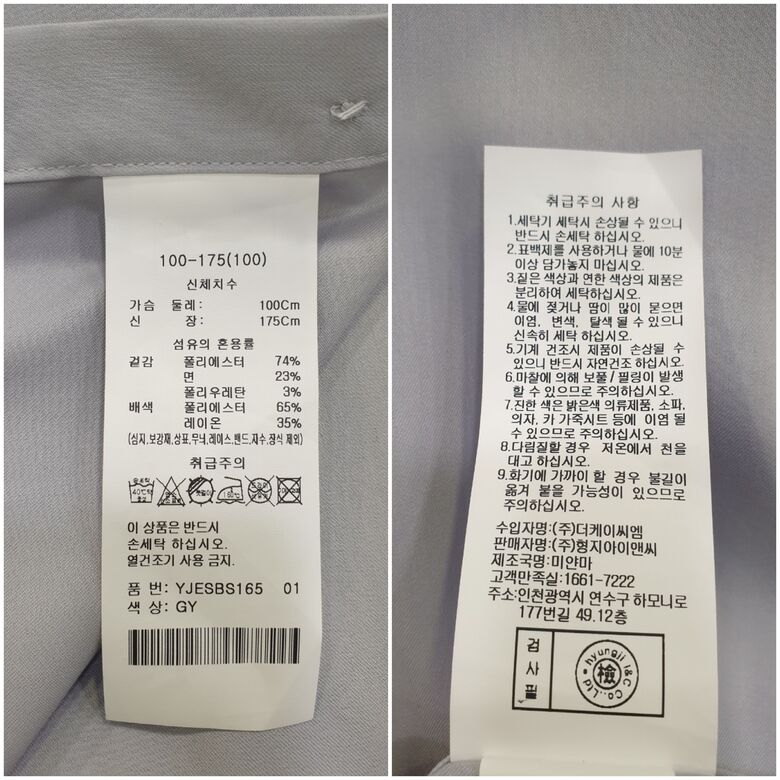 100-175(100)
신체치수
가슴 둘레: 100Cm
신 장: 175Cm
섬유의 혼용률
겉감 폴리에스터 74%
면 23%
폴리우레탄 3%
배색 폴리에스터 65%
레이온 35%
(심지,보강재,상표,무늬,레이스,밴드,자수,장식 제외)
취급주의
이 상품은 반드시
손세탁 하십시오.
열건조기 사용 금지.
품 번: YJESBS165 01
색 상: GY
취급주의 사항
1.세탁기 세탁시 손상될 수 있으니
반드시 손세탁 하십시오.
2.표백제를 사용하거나 물에 10분
이상 담가놓지 마십시오.
3.짙은 색상과 연한 색상의 제품은
분리하여 세탁하십시오.
4.물에 젖거나 땀이 많이 묻으면
이염, 변색, 탈색 될 수 있으니
신속히 세탁 하십시오.
5.기계 건조시 제품이 손상될 수
있으니 반드시 자연건조 하십시오.
6.마찰에 의해 보풀/필링이 발생
할 수 있으므로 주의하십시오.
7.진한 색은 밝은색 의류제품, 소파,
의자, 카 가죽시트 등에 이염 될
수 있으므로 주의하십시오.
8.다림질할 경우 저온에서 천을
대고 하십시오.
9.화기에 가까이 할 경우 불길이
옮겨 붙을 가능성이 있으므로
주의하십시오.
수입자명:(주)더케이씨엠
판매자명:(주)형지아이앤씨
제조국명:미얀마
고객만족실:1661-7222
주소:인천광역시 연수구 하모니로
177번길 49.12층
검사필
hyungji I&C Co.,Ltd
檢